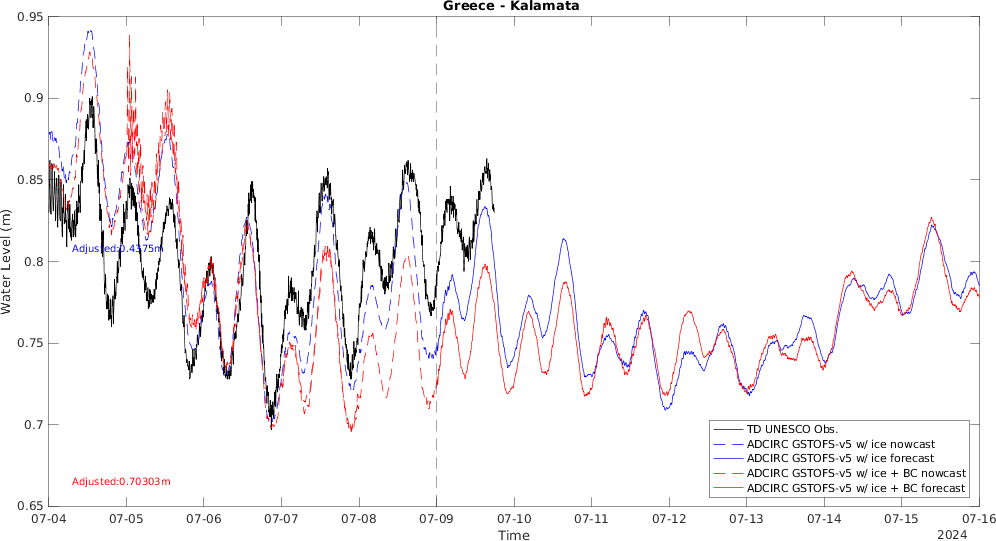 Greece - Kalamata
Water Level (m)
0.95
0.9
0.85
0.8
0.75
0.7
0.65
Adjusted:0.4375m
Adjusted:0.70303m
TD UNESCO Obs.
ADCIRC GSTOFS-v5 w/ ice nowcast
ADCIRC GSTOFS-v5 w/ ice forecast
ADCIRC GSTOFS-v5 w/ ice + BC nowcast
ADCIRC GSTOFS-v5 w/ ice + BC forecast
07-04 07-05 07-06 07-07 07-08 07-09 07-10 07-11 07-12 07-13 07-14 07-15 07-16
Time
2024